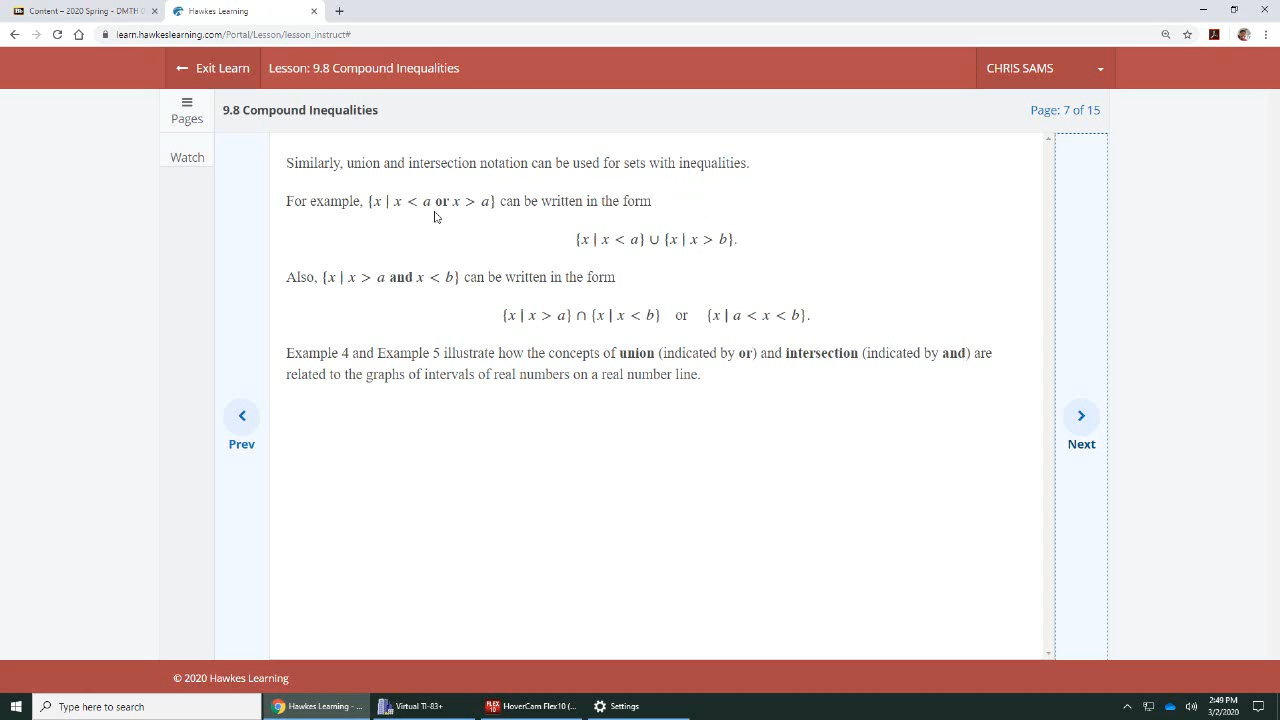 Content – 2020 Spring - DMTH 0
Hawkes Learning
learn.hawkeslearning.com/Portal/Lesson/lesson_instruct#
← Exit Learn
Lesson: 9.8 Compound Inequalities
CHRIS SAMS
Pages
9.8 Compound Inequalities
Page: 7 of 15
Watch
Similarly, union and intersection notation can be used for sets with inequalities.
For example, {x | x < a or x > a} can be written in the form
{x | x < a} ∪ {x | x > b}.
Also, {x | x > a and x < b} can be written in the form
{x | x > a} ∩ {x | x < b} or {x | a < x < b}.
Example 4 and Example 5 illustrate how the concepts of union (indicated by or) and intersection (indicated by and) are
related to the graphs of intervals of real numbers on a real number line.
Prev
Next
© 2020 Hawkes Learning
Type here to search
Hawkes Learning - ...
Virtual TI-83+
FLEX 10
HoverCam Flex10 (...
Settings
2:49 PM
3/2/2020